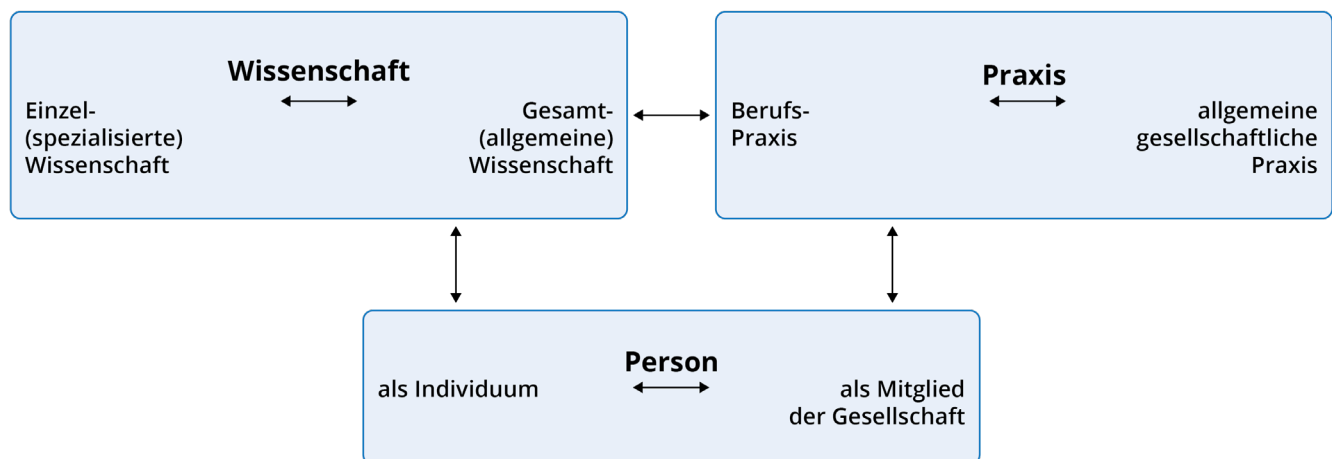 Wissenschaft
Einzel-
(spezialisierte)
Wissenschaft
Gesamt-
(allgemeine)
Wissenschaft
Praxis
Berufs-
Praxis
allgemeine
gesellschaftliche
Praxis
Person
als Individuum
als Mitglied
der Gesellschaft